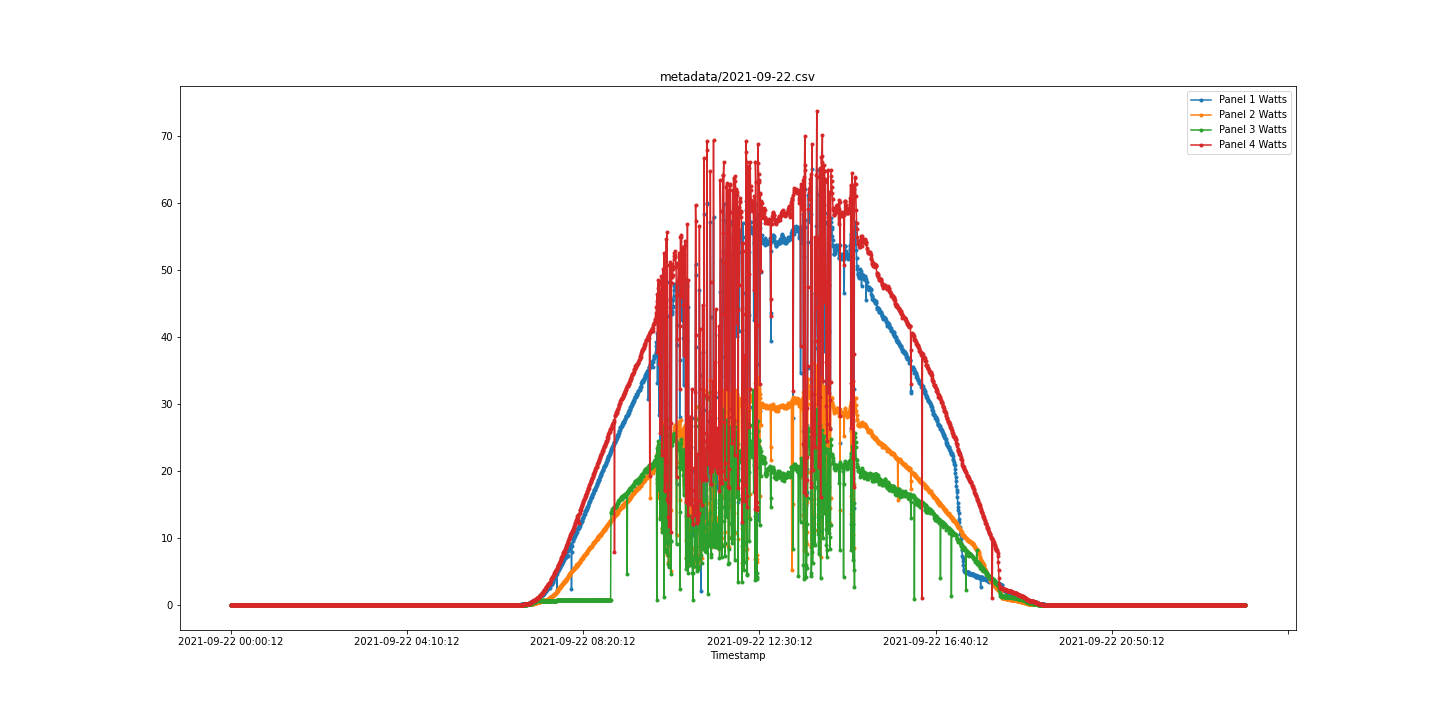 metadata/2021-09-22.csv
Panel 1 Watts
Panel 2 Watts
Panel 3 Watts
Panel 4 Watts
70
60
50
40
30
20
10
0
2021-09-22 00:00:12 2021-09-22 04:10:12 2021-09-22 08:20:12 2021-09-22 12:30:12 2021-09-22 16:40:12 2021-09-22 20:50:12
Timestamp